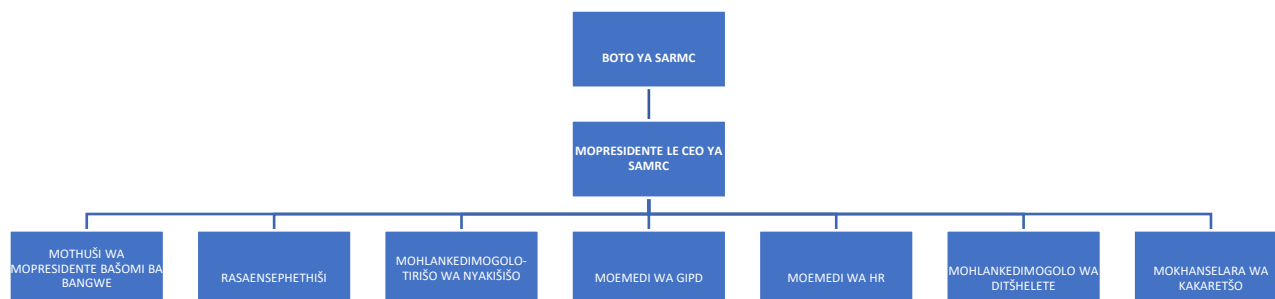 BOTO YA SARMC
MOPRESIDENTE LE CEO YA
SAMRC
MOTHUŠI WA
MOPRESIDENTE BAŠOMI BA
BANGWE
RASAENSEPHETHIŠI
MOHLANKEDIMOGOLO-
TIRIŠO WA NYAKIŠIŠO
MOEMEDI WA GIPD
MOEMEDI WA HR
MOHLANKEDIMOGOLO WA
DITŠHELETE
MOKHANSELARA WA
KAKARETŠO